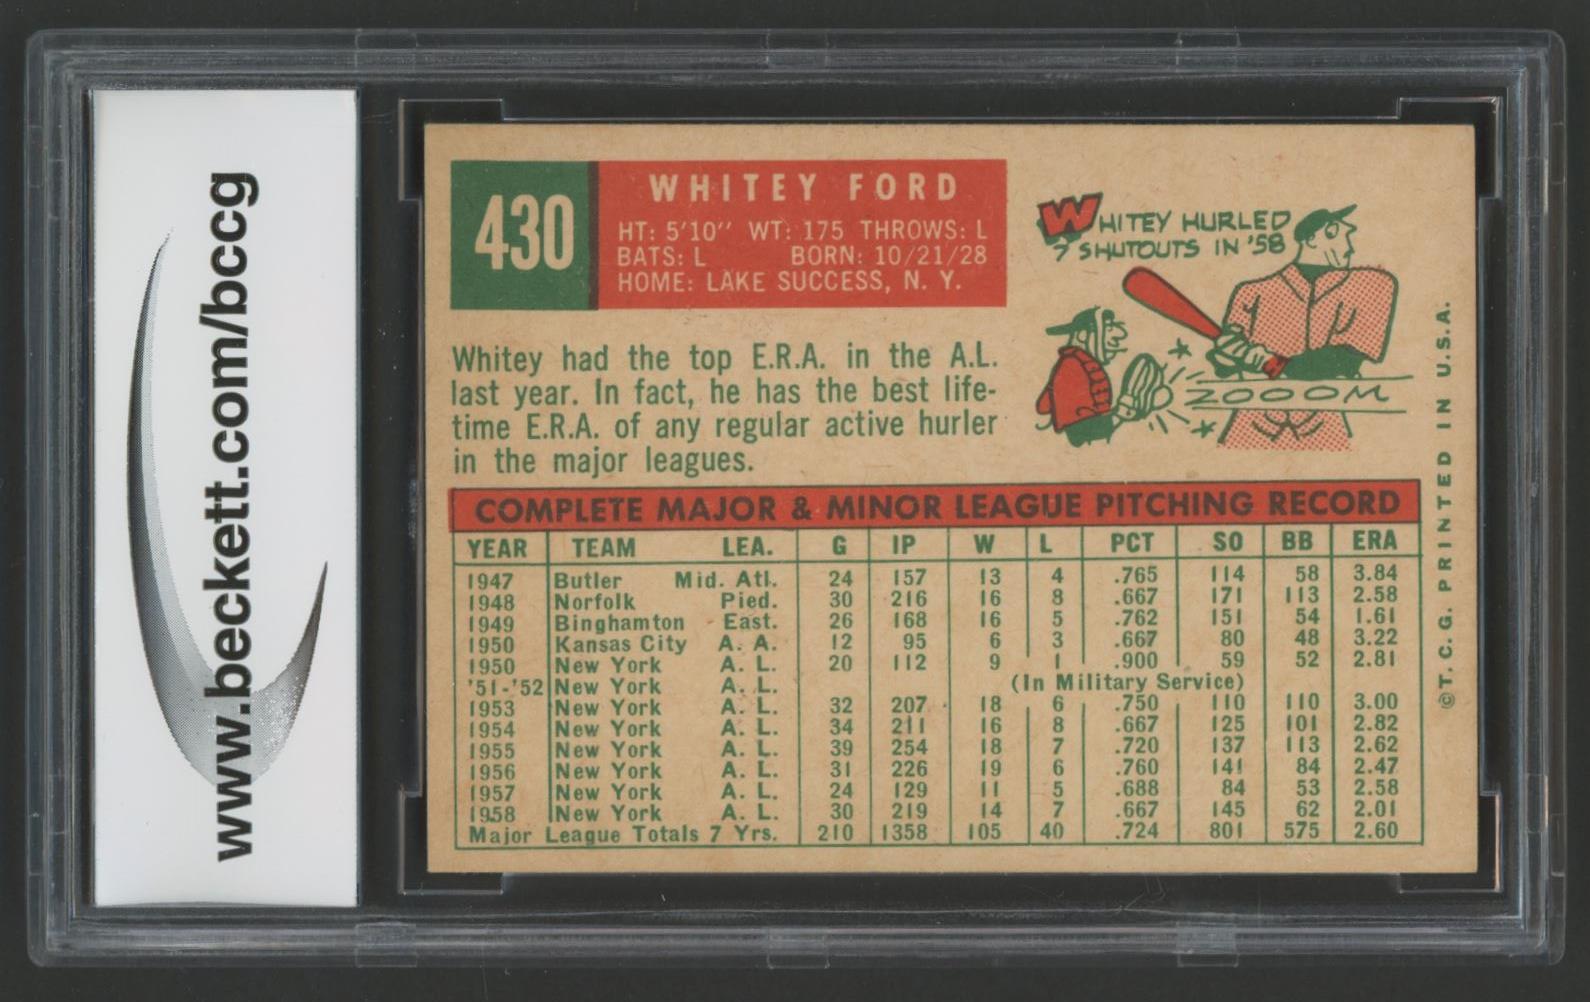 www.beckett.com/bccg
430
WHITEY FORD
HT: 5'10" WT: 175 THROWS: L
BATS: L BORN: 10/21/28
HOME: LAKE SUCCESS, N. Y.
WHITEY HURLED
7 SHUTOUTS IN '58
ZOOOM
Whitey had the top E.R.A. in the A.L.
last year. In fact, he has the best life-
time E.R.A. of any regular active hurler
in the major leagues.
COMPLETE MAJOR & MINOR LEAGUE PITCHING RECORD
YEAR TEAM LEA. G IP W L PCT SO BB ERA
1947 Butler Mid. Atl. 24 157 13 4 .765 114 58 3.84
1948 Norfolk Pied. 30 216 16 8 .667 171 113 2.58
1949 Binghamton East. 26 168 16 5 .762 151 54 1.61
1950 Kansas City A. A. 12 95 6 3 .667 80 48 3.22
1950 New York A. L. 20 112 9 1 .900 59 52 2.81
'51-'52 New York A. L. (In Military Service)
1953 New York A. L. 32 207 18 6 .750 110 110 3.00
1954 New York A. L. 34 211 16 8 .667 125 101 2.82
1955 New York A. L. 39 254 18 7 .720 137 113 2.62
1956 New York A. L. 31 226 19 6 .760 141 84 2.47
1957 New York A. L. 24 129 11 5 .688 84 53 2.58
1958 New York A. L. 30 219 14 7 .667 145 62 2.01
Major League Totals 7 Yrs. 210 1358 105 40 .724 801 575 2.60
©T. C. G. PRINTED IN U.S.A.